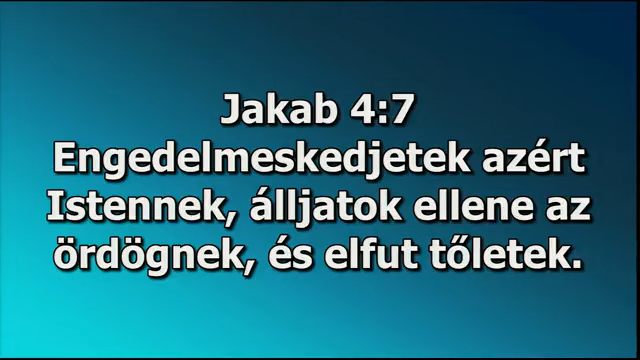 Jakab 4:7
Engedelmeskedjetek azért
Istennek, álljatok ellene az
ördögnek, és elfut tőletek.